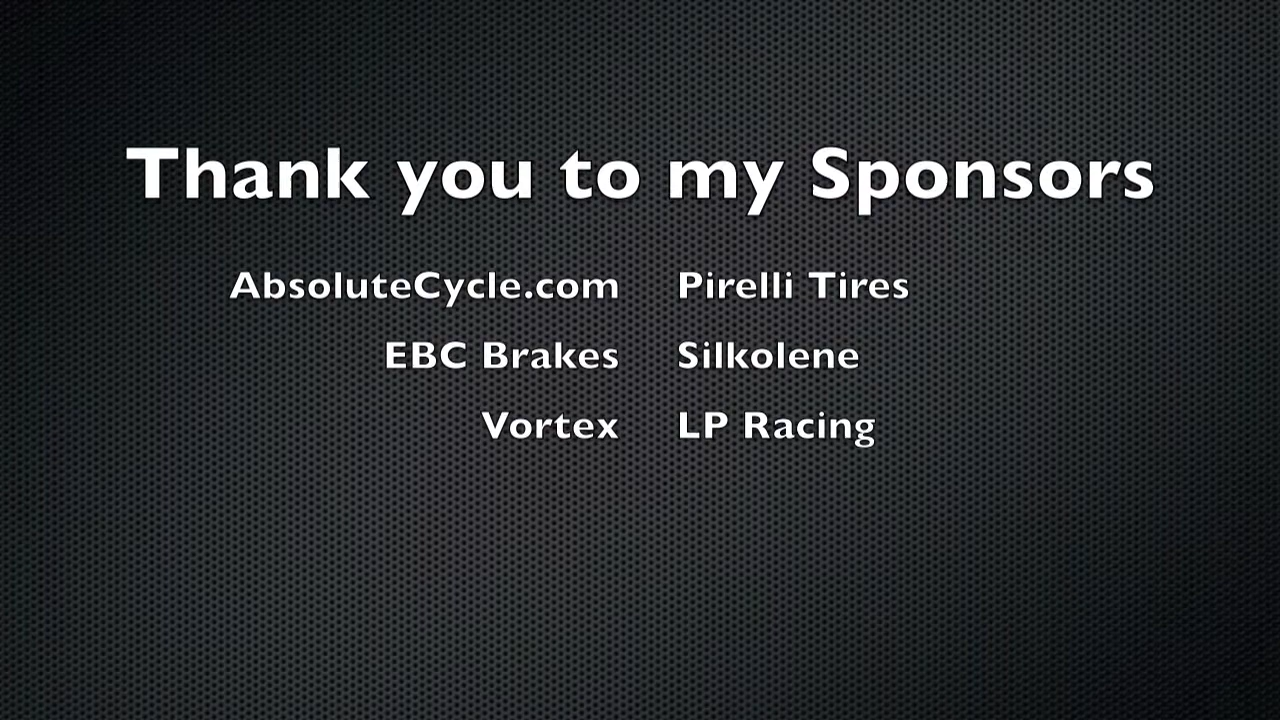 Thank you to my Sponsors
AbsoluteCycle.com Pirelli Tires
EBC Brakes Silkolene
Vortex LP Racing